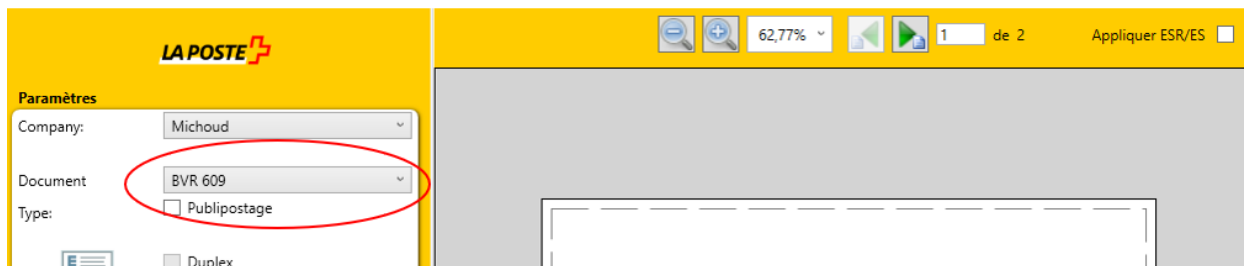 LA POSTE
62,77%
1 de 2
Appliquer ESR/ES
Paramètres
Company: Michoud
Document BVR 609
Type: Publipostage
E
Duplex